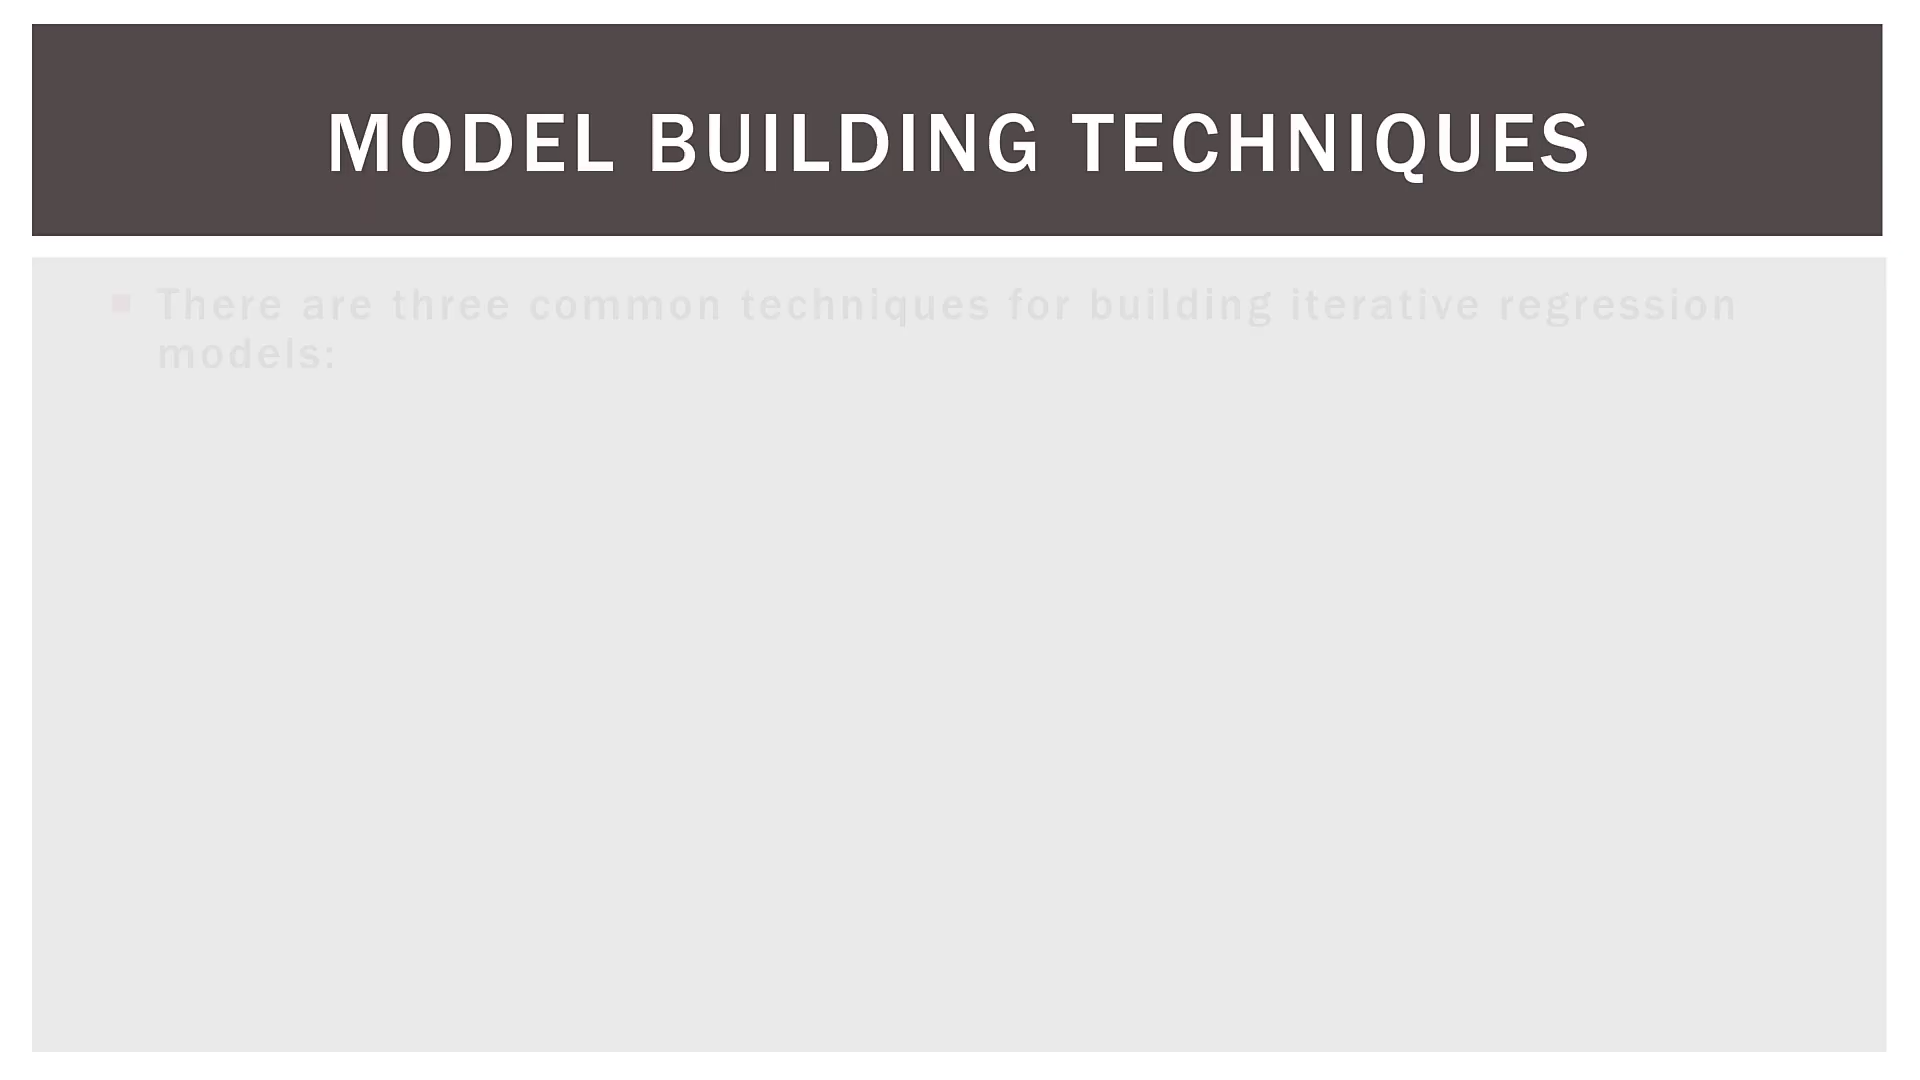 MODEL BUILDING TECHNIQUES
There are three common techniques for building iterative regression
models: